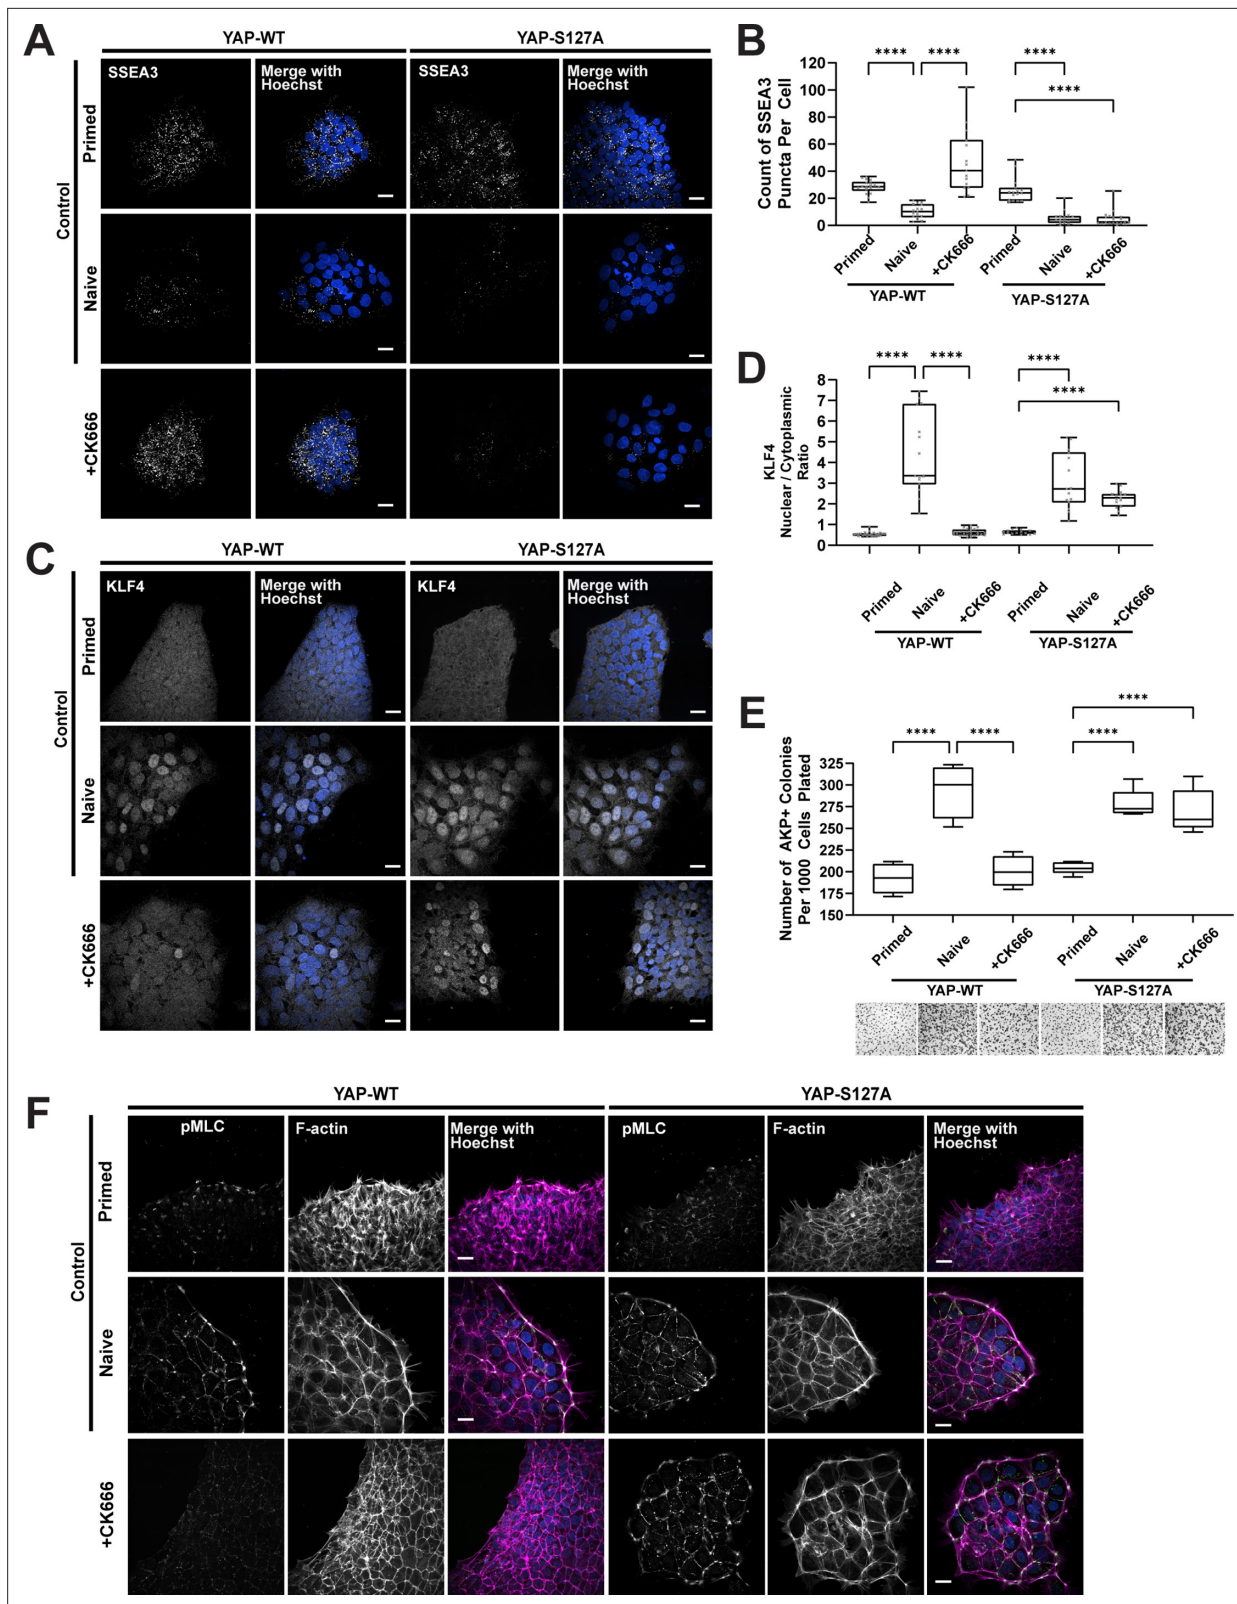 A
YAP-WT
YAP-S127A
SSEA3
Merge with
Hoechst
SSEA3
Merge with
Hoechst
Control
Primed
Naive
+CK666
B
**** **** ****
****
Count of SSEA3
Puncta Per Cell
120
100
80
60
40
20
0
Primed
Naive
+CK666
Primed
Naive
+CK666
YAP-WT
YAP-S127A
C
YAP-WT
YAP-S127A
KLF4
Merge with
Hoechst
KLF4
Merge with
Hoechst
Control
Primed
Naive
+CK666
D
**** **** ****
****
KLF4
Nuclear / Cytoplasmic
Ratio
8
7
6
5
4
3
2
1
0
Primed
Naive
+CK666
Primed
Naive
+CK666
YAP-WT
YAP-S127A
E
****
**** **** ****
Number of AKP+ Colonies
Per 1000 Cells Plated
325
300
275
250
225
200
175
150
Primed
Naive
+CK666
Primed
Naive
+CK666
YAP-WT
YAP-S127A
F
YAP-WT
YAP-S127A
pMLC
F-actin
Merge with
Hoechst
pMLC
F-actin
Merge with
Hoechst
Control
Primed
Naive
+CK666